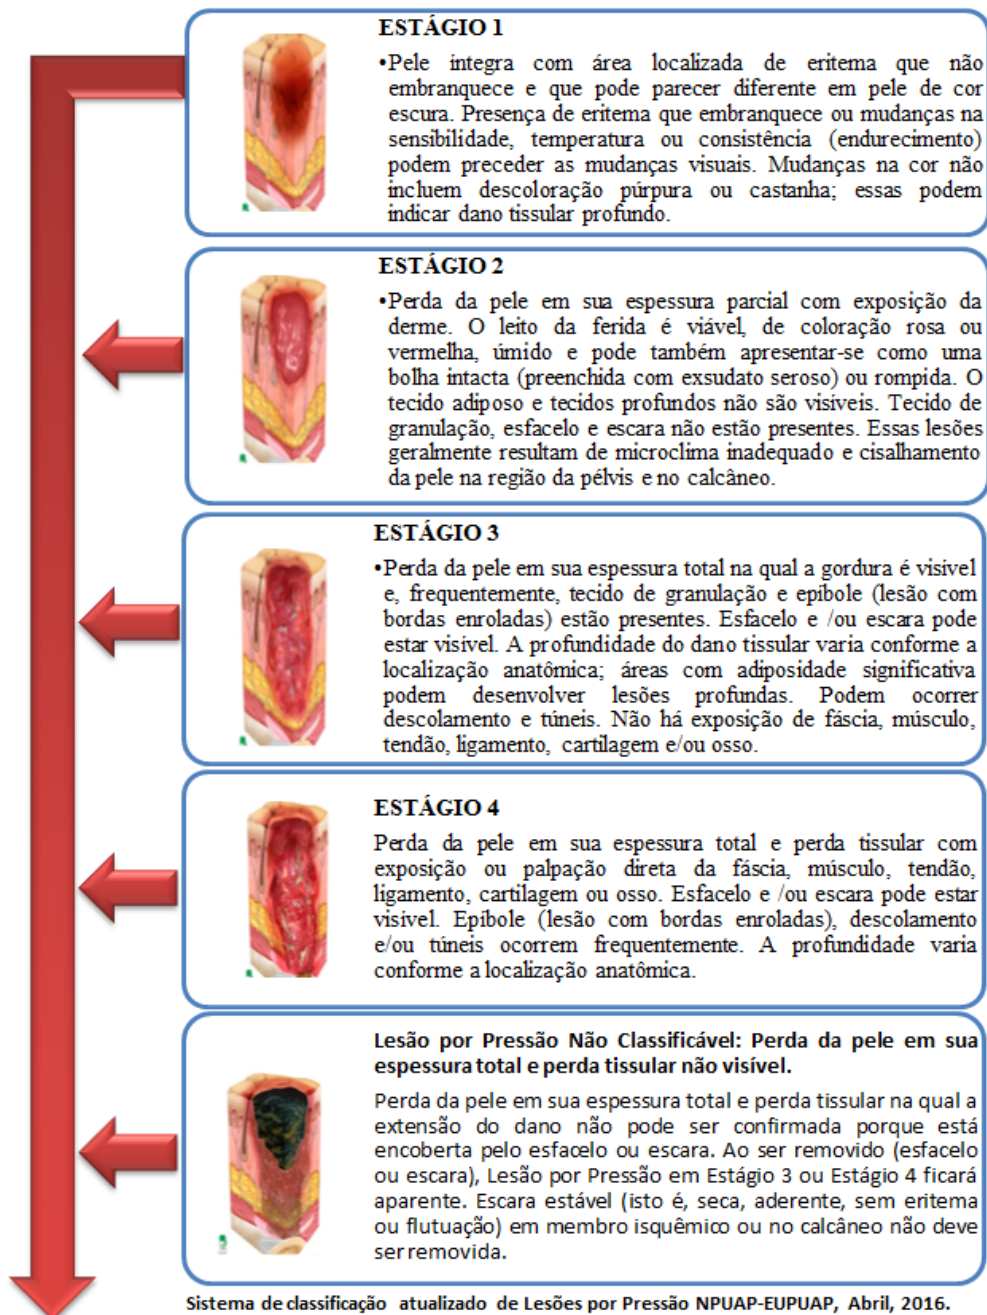 ESTÁGIO 1
•Pele íntegra com área localizada de eritema que não
embranquece e que pode parecer diferente em pele de cor
escura. Presença de eritema que embranquece ou mudanças na
sensibilidade, temperatura ou consistência (endurecimento)
podem preceder as mudanças visuais. Mudanças na cor não
incluem descoloração púrpura ou castanha; essas podem
indicar dano tissular profundo.
ESTÁGIO 2
•Perda da pele em sua espessura parcial com exposição da
derme. O leito da ferida é viável, de coloração rosa ou
vermelha, úmido e pode também apresentar-se como uma
bolha intacta (preenchida com exsudato seroso) ou rompida. O
tecido adiposo e tecidos profundos não são visíveis. Tecido de
granulação, esfacelo e escara não estão presentes. Essas lesões
geralmente resultam de microclima inadequado e cisalhamento
da pele na região da pélvis e no calcâneo.
ESTÁGIO 3
•Perda da pele em sua espessura total na qual a gordura é visível
e, frequentemente, tecido de granulação e epíbole (lesão com
bordas enroladas) estão presentes. Esfacelo e /ou escara pode
estar visível. A profundidade do dano tissular varia conforme a
localização anatômica; áreas com adiposidade significativa
podem desenvolver lesões profundas. Podem ocorrer
descolamento e túneis. Não há exposição de fáscia, músculo,
tendão, ligamento, cartilagem e/ou osso.
ESTÁGIO 4
Perda da pele em sua espessura total e perda tissular com
exposição ou palpação direta da fáscia, músculo, tendão,
ligamento, cartilagem ou osso. Esfacelo e /ou escara pode estar
visível. Epíbole (lesão com bordas enroladas), descolamento
e/ou túneis ocorrem frequentemente. A profundidade varia
conforme a localização anatômica.
Lesão por Pressão Não Classificável: Perda da pele em sua
espessura total e perda tissular não visível.
Perda da pele em sua espessura total e perda tissular na qual a
extensão do dano não pode ser confirmada porque está
encoberta pelo esfacelo ou escara. Ao ser removido (esfacelo
ou escara), Lesão por Pressão em Estágio 3 ou Estágio 4 ficará
aparente. Escara estável (isto é, seca, aderente, sem eritema
ou flutuação) em membro isquêmico ou no calcâneo não deve
ser removida.
Sistema de classificação atualizado de Lesões por Pressão NPUAP-EUPUAP, Abril, 2016.